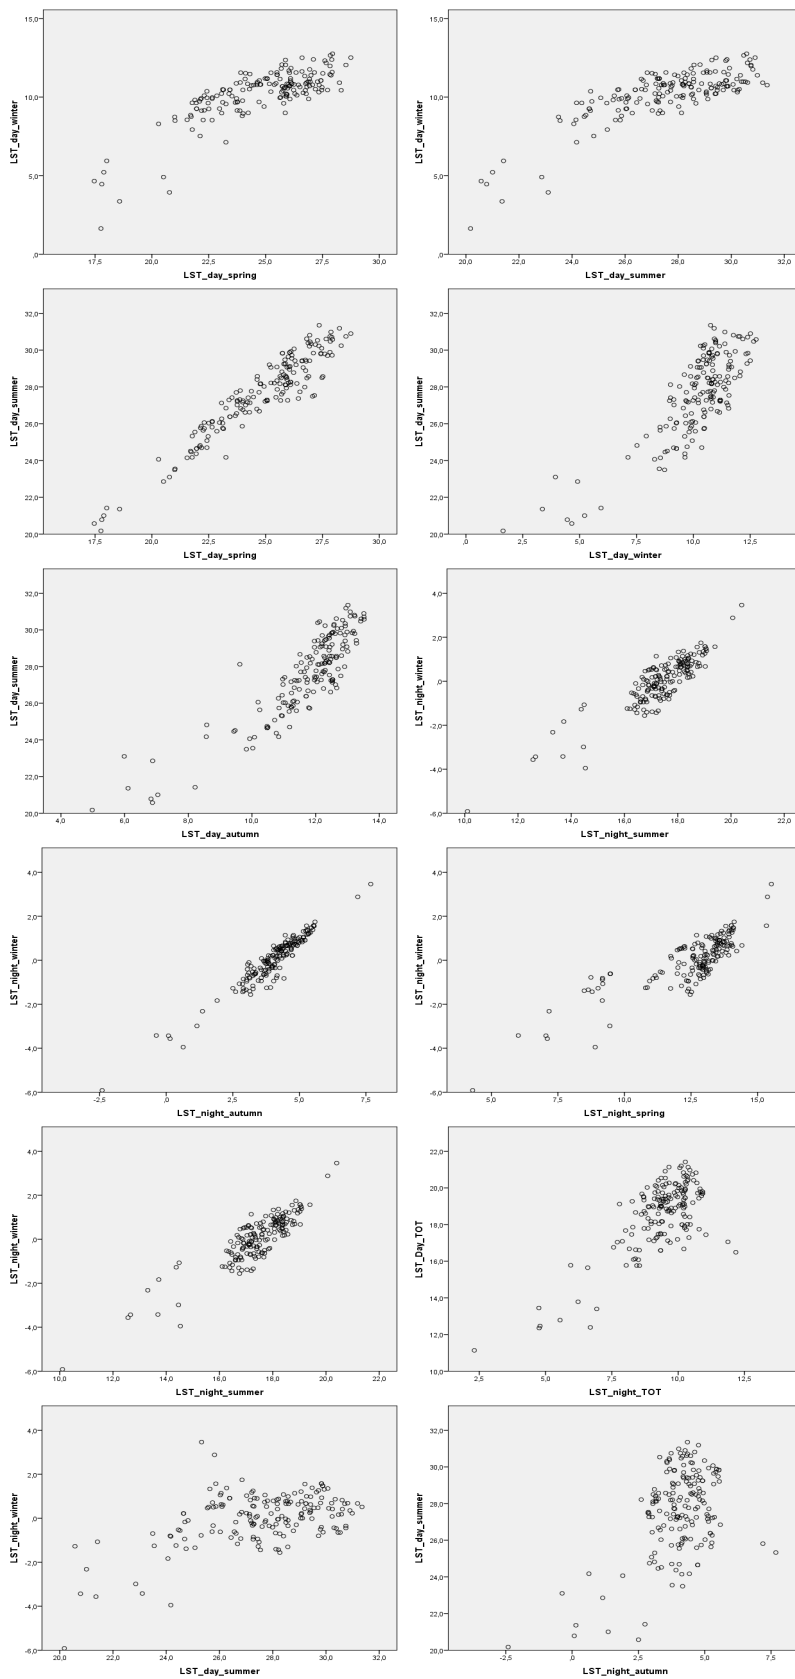 15,0
10,0
5,0
,0
LST_day_winter
17,5 20,0 22,5 25,0 27,5 30,0
LST_day_spring
15,0
10,0
5,0
,0
LST_day_winter
20,0 22,0 24,0 26,0 28,0 30,0 32,0
LST_day_summer
32,0
30,0
28,0
26,0
24,0
22,0
20,0
LST_day_summer
17,5 20,0 22,5 25,0 27,5 30,0
LST_day_spring
32,0
30,0
28,0
26,0
24,0
22,0
20,0
LST_day_summer
,0 2,5 5,0 7,5 10,0 12,5
LST_day_winter
32,0
30,0
28,0
26,0
24,0
22,0
20,0
LST_day_summer
4,0 6,0 8,0 10,0 12,0 14,0
LST_day_autumn
4,0
2,0
,0
-2,0
-4,0
-6,0
LST_night_winter
10,0 12,0 14,0 16,0 18,0 20,0 22,0
LST_night_summer
4,0
2,0
,0
-2,0
-4,0
-6,0
LST_night_winter
-2,5 ,0 2,5 5,0 7,5
LST_night_autumn
4,0
2,0
,0
-2,0
-4,0
-6,0
LST_night_winter
5,0 7,5 10,0 12,5 15,0
LST_night_spring
4,0
2,0
,0
-2,0
-4,0
-6,0
LST_night_winter
10,0 12,0 14,0 16,0 18,0 20,0 22,0
LST_night_summer
22,0
20,0
18,0
16,0
14,0
12,0
10,0
LST_Day_TOT
2,5 5,0 7,5 10,0 12,5
LST_night_TOT
4,0
2,0
,0
-2,0
-4,0
-6,0
LST_night_winter
20,0 22,0 24,0 26,0 28,0 30,0 32,0
LST_day_summer
32,0
30,0
28,0
26,0
24,0
22,0
20,0
LST_day_summer
-2,5 ,0 2,5 5,0 7,5
LST_night_autumn